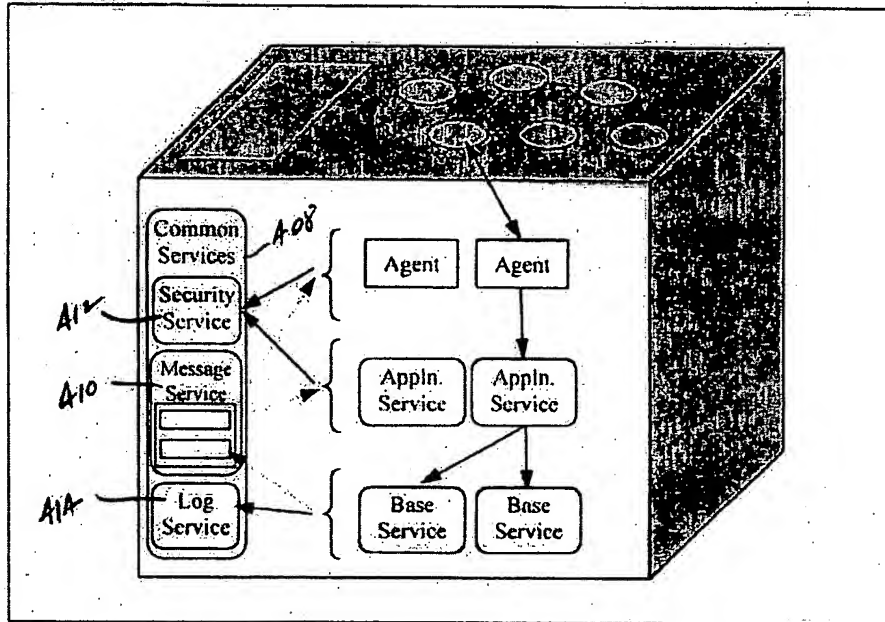 Common
Services
A08
Security
Service
A12
Message
Service
A10
Log
Service
A14
Agent
Agent
Appln.
Service
Appln.
Service
Base
Service
Base
Service